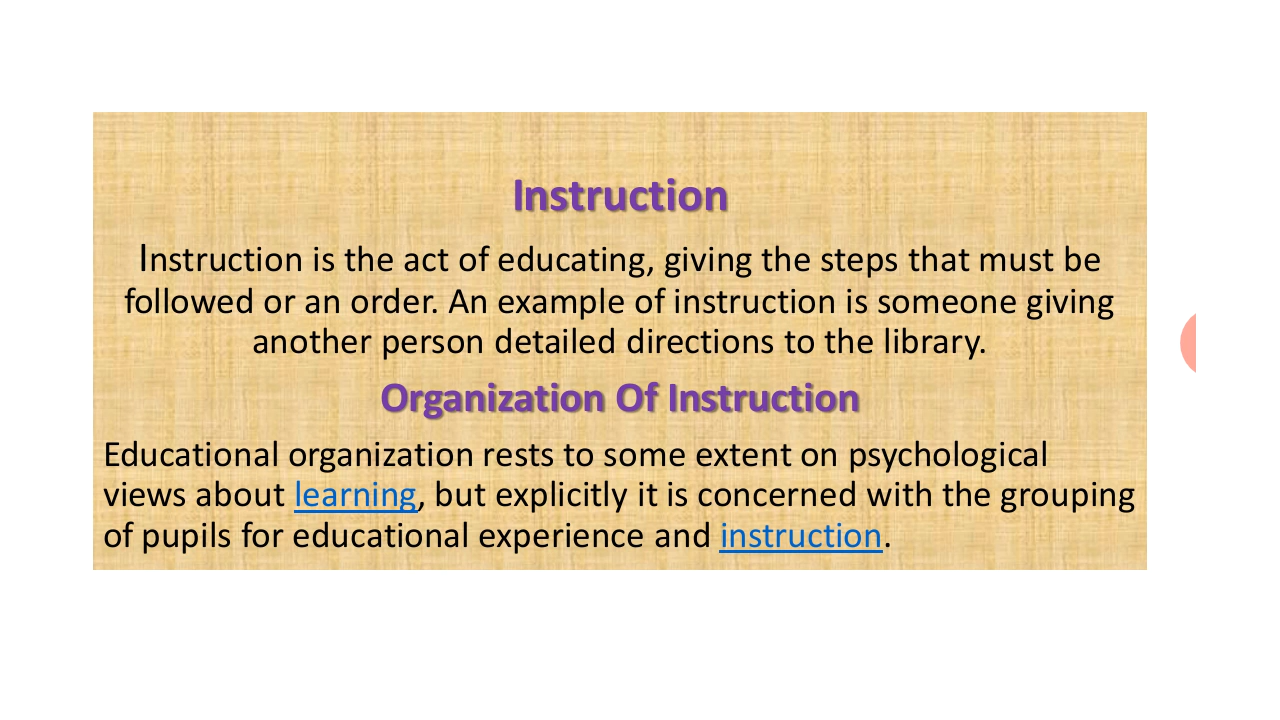 Instruction
Instruction is the act of educating, giving the steps that must be
followed or an order. An example of instruction is someone giving
another person detailed directions to the library.
Organization Of Instruction
Educational organization rests to some extent on psychological
views about learning, but explicitly it is concerned with the grouping
of pupils for educational experience and instruction.